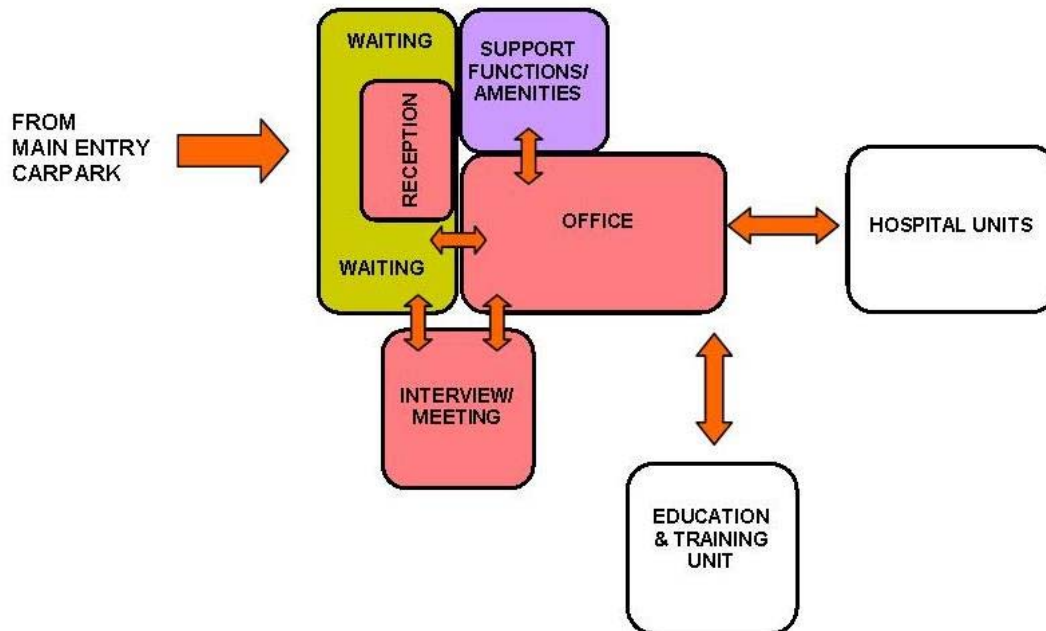 WAITING
SUPPORT
FUNCTIONS/
AMENITIES
FROM
MAIN ENTRY
CARPARK
RECEPTION
OFFICE
HOSPITAL UNITS
WAITING
INTERVIEW/
MEETING
EDUCATION
& TRAINING
UNIT